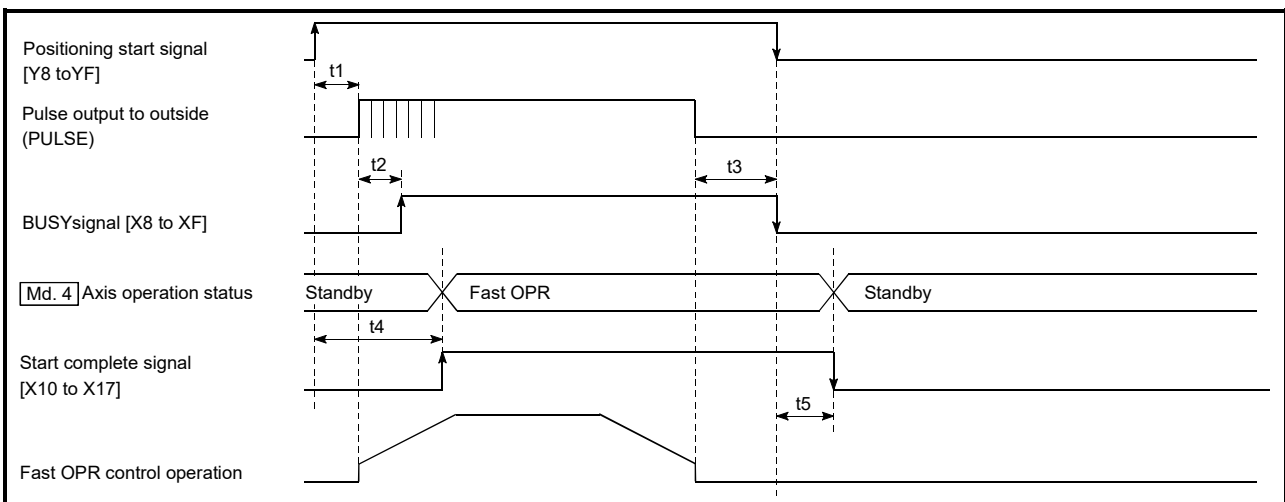 Positioning start signal
[Y8 toYF]
t1
Pulse output to outside
(PULSE)
t2
t3
BUSYsignal [X8 to XF]
Md. 4 Axis operation status
Standby
Fast OPR
Standby
t4
Start complete signal
[X10 to X17]
t5
Fast OPR control operation